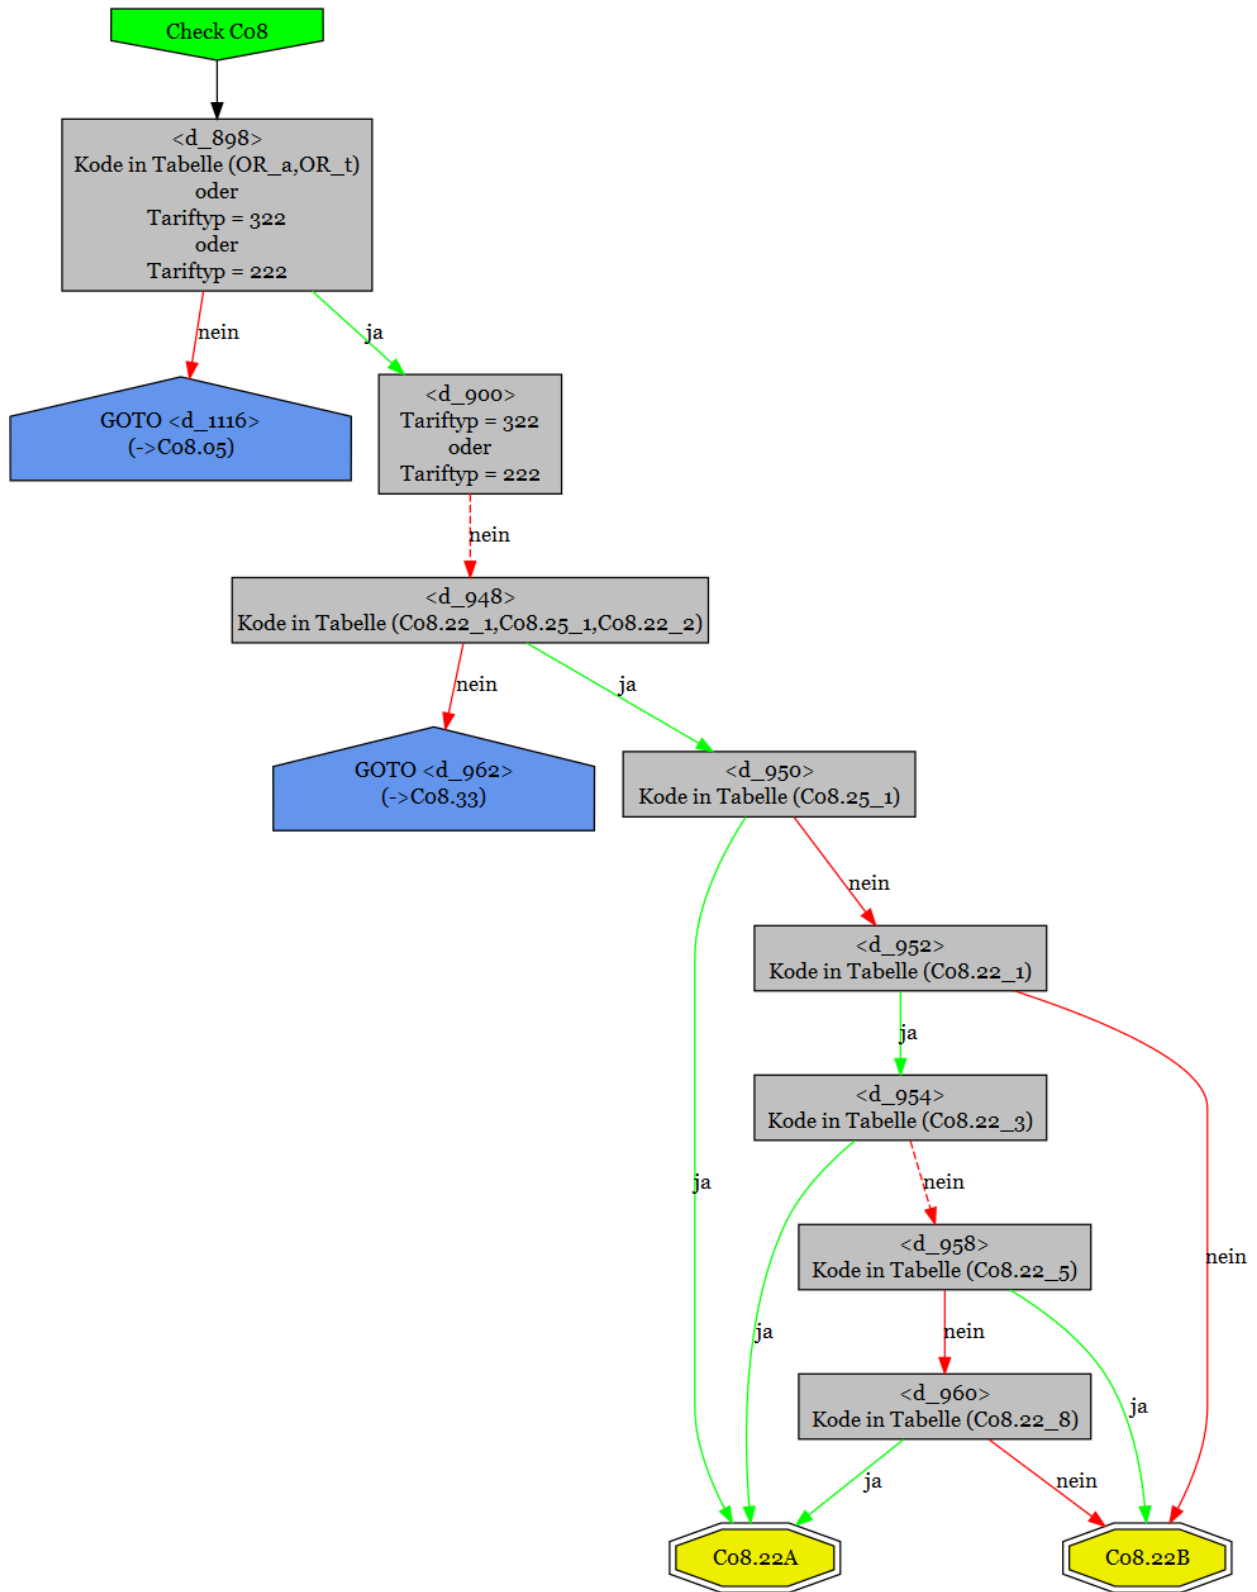 Check C08
<d_898>
Kode in Tabelle (OR_a,OR_t)
oder
Tariftyp = 322
oder
Tariftyp = 222
nein
ja
GOTO <d_1116>
(->C08.05)
<d_900>
Tariftyp = 322
oder
Tariftyp = 222
nein
<d_948>
Kode in Tabelle (C08.22_1,C08.25_1,C08.22_2)
nein
ja
GOTO <d_962>
(->C08.33)
<d_950>
Kode in Tabelle (C08.25_1)
nein
<d_952>
Kode in Tabelle (C08.22_1)
ja
<d_954>
Kode in Tabelle (C08.22_3)
ja
nein
<d_958>
Kode in Tabelle (C08.22_5)
nein
ja
nein
<d_960>
Kode in Tabelle (C08.22_8)
ja
ja
nein
C08.22A
C08.22B